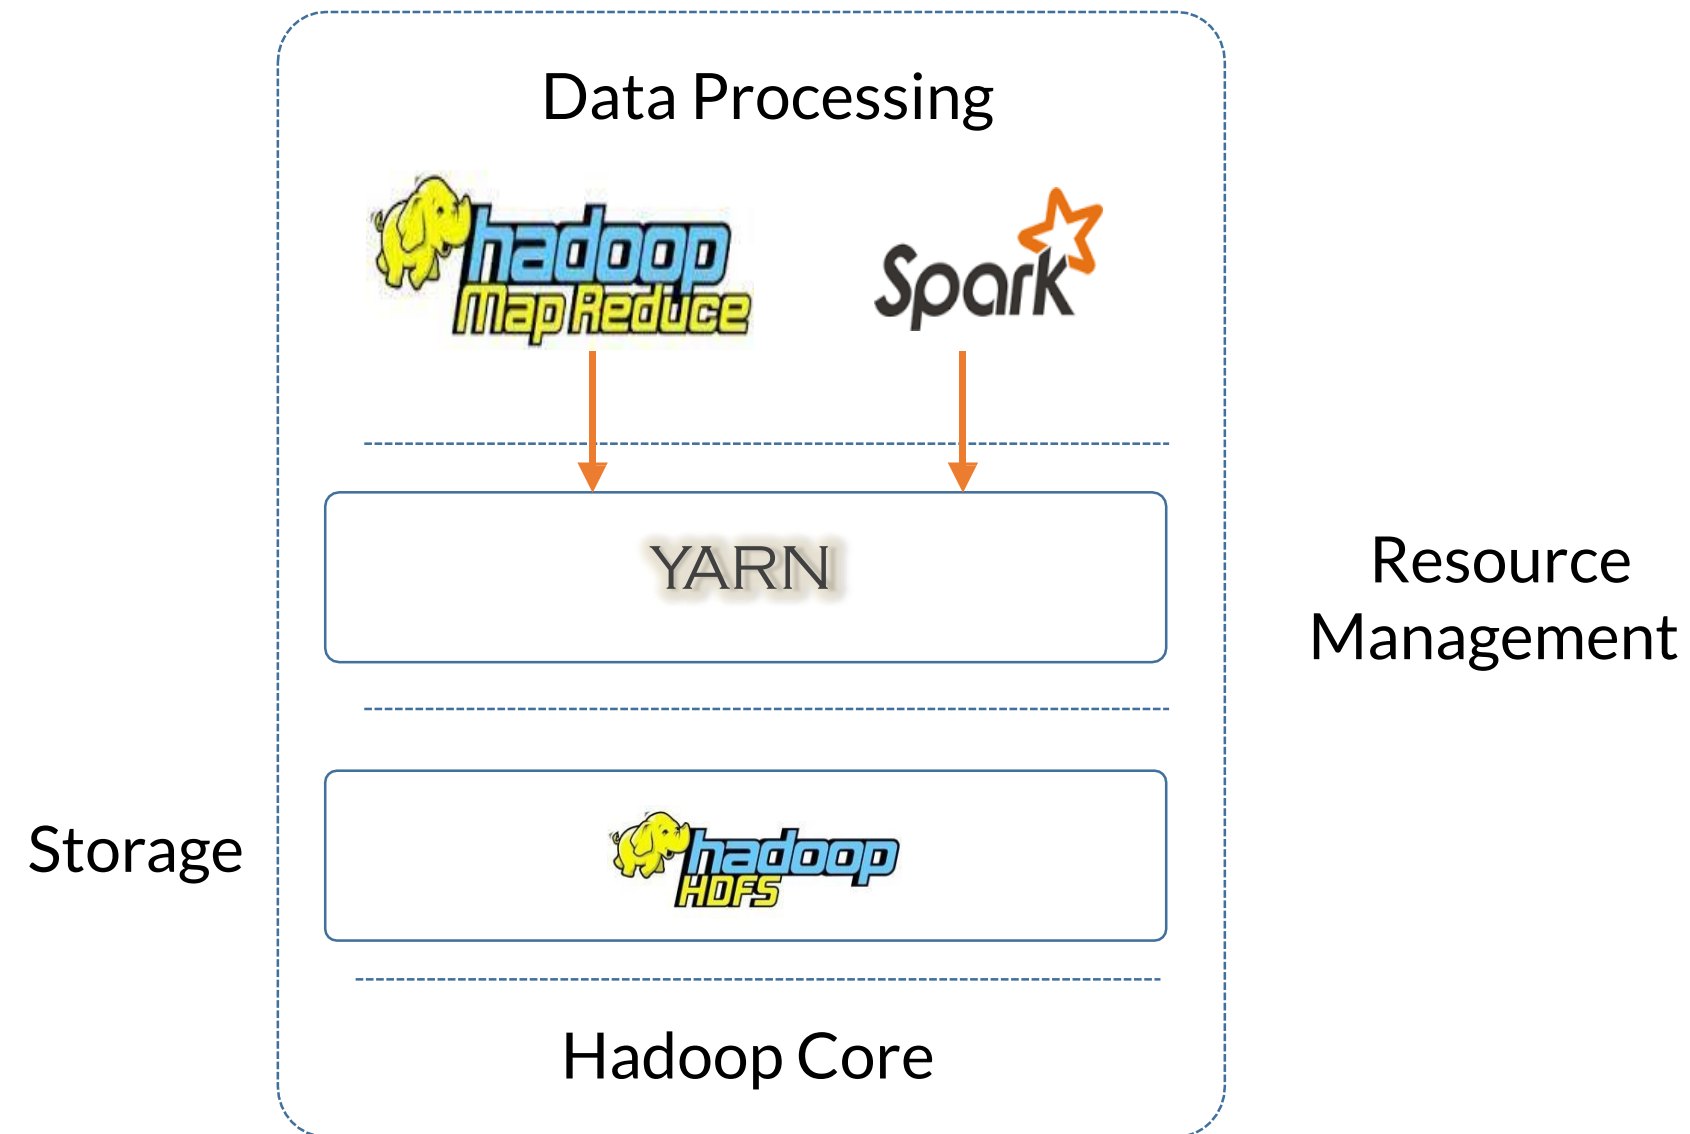 Data Processing
hadoop
Map Reduce
Spark
YARN
Resource
Management
Storage
hadoop
HDFS
Hadoop Core